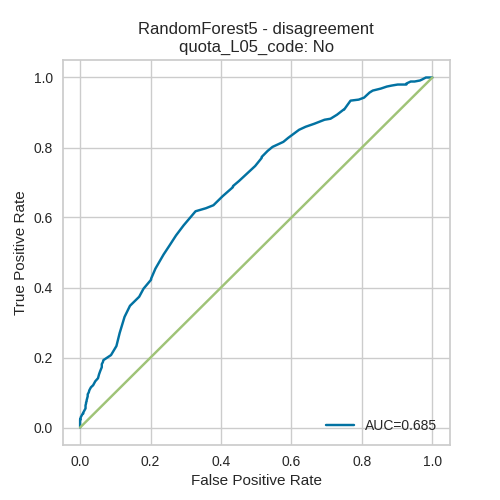 RandomForest5 - disagreement
quota_L05_code: No
1.0
0.8
0.6
0.4
0.2
0.0
True Positive Rate
AUC=0.685
0.0 0.2 0.4 0.6 0.8 1.0
False Positive Rate